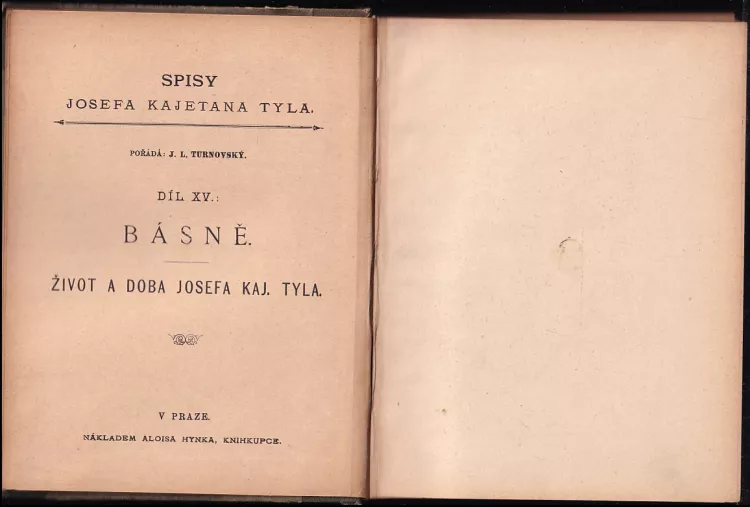 SPISY
JOSEFA KAJETANA TYLA.
POŘÁDÁ: J. L. TURNOVSKÝ.
DÍL XV.:
BÁSNĚ.
ŽIVOT A DOBA JOSEFA KAJ. TYLA.
V PRAZE.
NÁKLADEM ALOISA HYNKA, KNIHKUPCE.